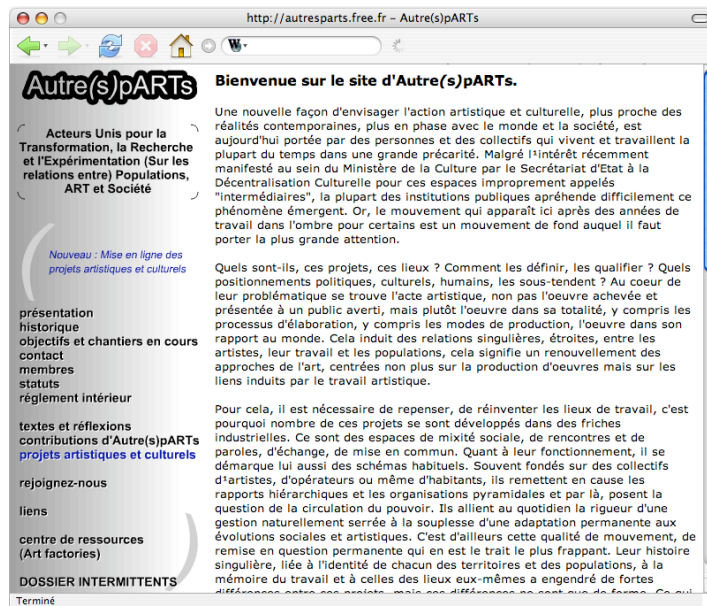 http://autresparts.free.fr – Autre(s)pARTs
W
Autre(s)pARTs
Acteurs Unis pour la
Transformation, la Recherche
et l'Expérimentation (Sur les
relations entre) Populations,
ART et Société
Nouveau : Mise en ligne des
projets artistiques et culturels
présentation
historique
objectifs et chantiers en cours
contact
membres
statuts
réglement intérieur
textes et réflexions
contributions d'Autre(s)pARTs
projets artistiques et culturels
rejoignez-nous
liens
centre de ressources
(Art factories)
DOSSIER INTERMITTENTS
Bienvenue sur le site d'Autre(s)pARTs.
Une nouvelle façon d'envisager l'action artistique et culturelle, plus proche des
réalités contemporaines, plus en phase avec le monde et la société, est
aujourd'hui portée par des personnes et des collectifs qui vivent et travaillent la
plupart du temps dans une grande précarité. Malgré l¹intérêt récemment
manifesté au sein du Ministère de la Culture par le Secrétariat d'Etat à la
Décentralisation Culturelle pour ces espaces improprement appelés
"intermédiaires", la plupart des institutions publiques apréhende difficilement ce
phénomène émergent. Or, le mouvement qui apparaît ici après des années de
travail dans l'ombre pour certains est un mouvement de fond auquel il faut
porter la plus grande attention.
Quels sont-ils, ces projets, ces lieux ? Comment les définir, les qualifier ? Quels
positionnements politiques, culturels, humains, les sous-tendent ? Au coeur de
leur problématique se trouve l'acte artistique, non pas l'oeuvre achevée et
présentée à un public averti, mais plutôt l'oeuvre dans sa totalité, y compris les
processus d'élaboration, y compris les modes de production, l'oeuvre dans son
rapport au monde. Cela induit des relations singulières, étroites, entre les
artistes, leur travail et les populations, cela signifie un renouvellement des
approches de l'art, centrées non plus sur la production d'oeuvres mais sur les
liens induits par le travail artistique.
Pour cela, il est nécessaire de repenser, de réinventer les lieux de travail, c'est
pourquoi nombre de ces projets se sont développés dans des friches
industrielles. Ce sont des espaces de mixité sociale, de rencontres et de
paroles, d'échange, de mise en commun. Quant à leur fonctionnement, il se
démarque lui aussi des schémas habituels. Souvent fondés sur des collectifs
d¹artistes, d'opérateurs ou même d'habitants, ils remettent en cause les
rapports hiérarchiques et les organisations pyramidales et par là, posent la
question de la circulation du pouvoir. Ils allient au quotidien la rigueur d'une
gestion naturellement serrée à la souplesse d'une adaptation permanente aux
évolutions sociales et artistiques. C'est d'ailleurs cette qualité de mouvement, de
remise en question permanente qui en est le trait le plus frappant. Leur histoire
singulière, liée à l'identité de chacun des territoires et des populations, à la
mémoire du travail et à celles des lieux eux-mêmes a engendré de fortes
différences entre ces projets, mais ces différences ne sont que de forme. Ce qui
Terminé